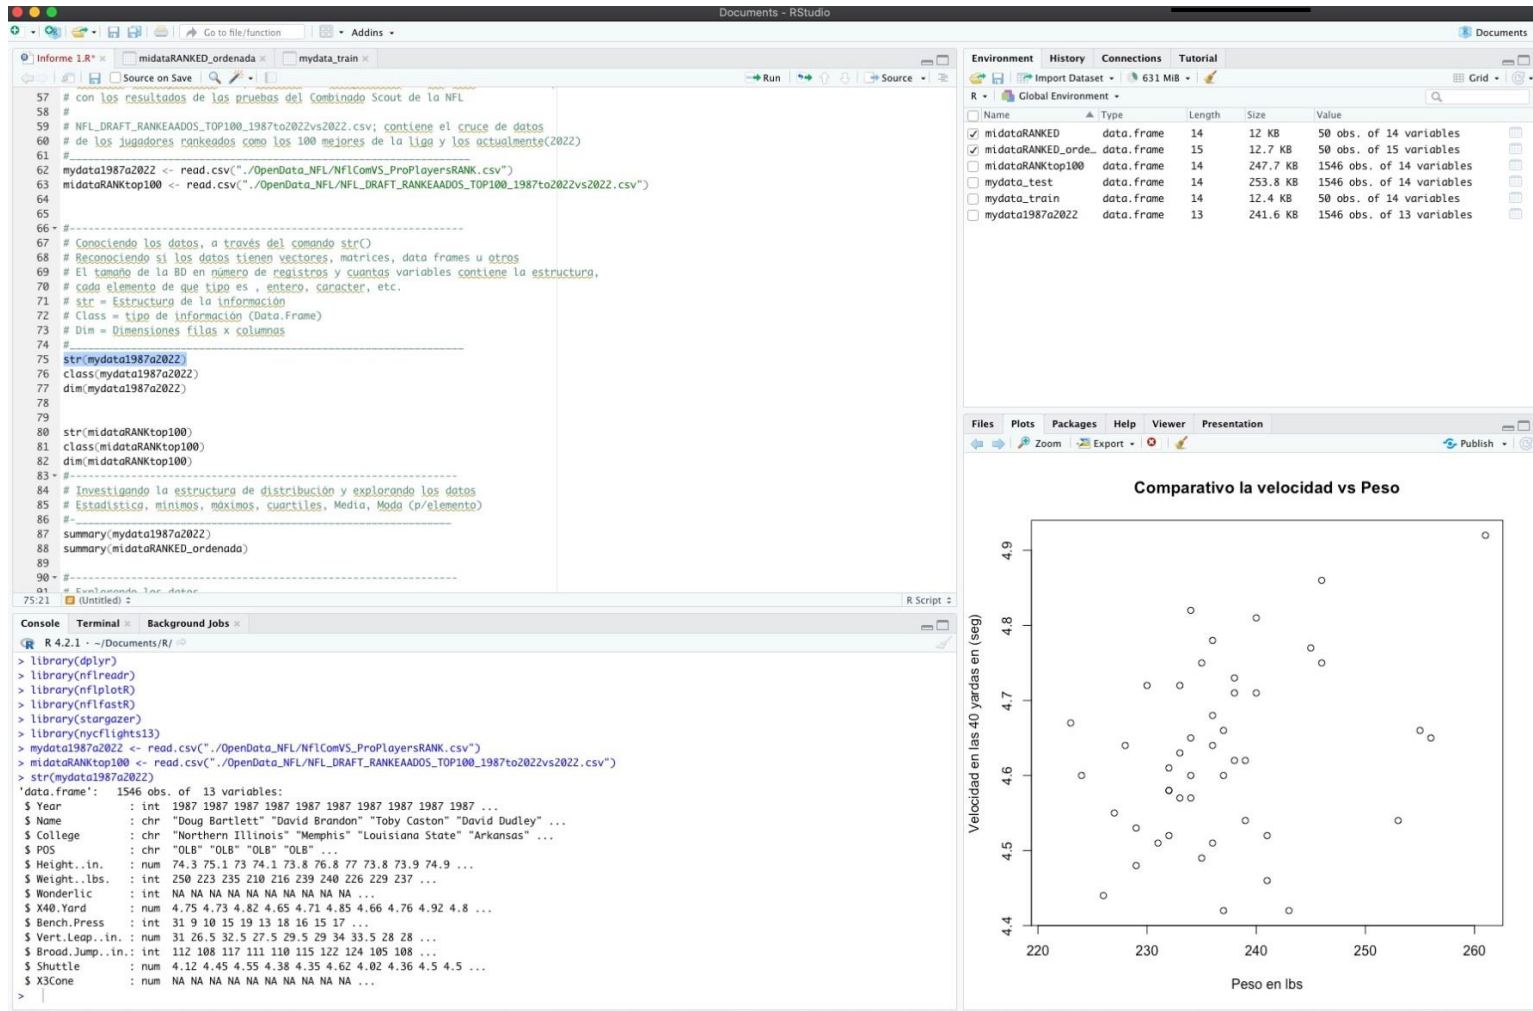 Documents - RStudio
Go to file/function
Addins
Documents
Informe 1.R*
midataRANKED_ordenada
mydata_train
Source on Save
Run
Source
57 # con los resultados de las pruebas del Combinado Scout de la NFL
58 #
59 # NFL_DRAFT_RANKEAADOS_TOP100_1987to2022vs2022.csv; contiene el cruce de datos
60 # de los jugadores rankeados como los 100 mejores de la liga y los actualmente(2022)
61 #_______________________________________________________________
62 mydata1987a2022 <- read.csv("./OpenData_NFL/NflComVS_ProPlayersRANK.csv")
63 midataRANKtop100 <- read.csv("./OpenData_NFL/NFL_DRAFT_RANKEAADOS_TOP100_1987to2022vs2022.csv")
64
65
66 #--------------------------------------------------------------
67 # Conociendo los datos, a través del comando str()
68 # Reconociendo si los datos tienen vectores, matrices, data frames u otros
69 # El tamaño de la BD en número de registros y cuantas variables contiene la estructura,
70 # cada elemento de que tipo es , entero, caracter, etc.
71 # str = Estructura de la información
72 # Class = tipo de información (Data.Frame)
73 # Dim = Dimensiones filas x columnas
74 #______________________________________________________________
75 str(mydata1987a2022)
76 class(mydata1987a2022)
77 dim(mydata1987a2022)
78
79
80 str(midataRANKtop100)
81 class(midataRANKtop100)
82 dim(midataRANKtop100)
83 #-------------------------------------------------------------
84 # Investigando la estructura de distribución y explorando los datos
85 # Estadistica, minimos, máximos, cuartiles, Media, Moda (p/elemento)
86 #-___________________________________________________________
87 summary(mydata1987a2022)
88 summary(midataRANKED_ordenada)
89
90 #-------------------------------------------------------------
91 # Explorando los datos
75:21 (Untitled) R Script
Console Terminal Background Jobs
R 4.2.1 · ~/Documents/R/
> library(dplyr)
> library(nflreadr)
> library(nflplotR)
> library(nflfastR)
> library(stargazer)
> library(nycflights13)
> mydata1987a2022 <- read.csv("./OpenData_NFL/NflComVS_ProPlayersRANK.csv")
> midataRANKtop100 <- read.csv("./OpenData_NFL/NFL_DRAFT_RANKEAADOS_TOP100_1987to2022vs2022.csv")
> str(mydata1987a2022)
'data.frame': 1546 obs. of 13 variables:
$ Year : int 1987 1987 1987 1987 1987 1987 1987 1987 1987 1987 ...
$ Name : chr "Doug Bartlett" "David Brandon" "Toby Caston" "David Dudley" ...
$ College : chr "Northern Illinois" "Memphis" "Louisiana State" "Arkansas" ...
$ POS : chr "OLB" "OLB" "OLB" "OLB" ...
$ Height..in. : num 74.3 75.1 73 74.1 73.8 76.8 77 73.8 73.9 74.9 ...
$ Weight..lbs. : int 250 223 235 210 216 239 240 226 229 237 ...
$ Wonderlic : int NA NA NA NA NA NA NA NA NA NA ...
$ X40.Yard : num 4.75 4.73 4.82 4.65 4.71 4.85 4.66 4.76 4.92 4.8 ...
$ Bench.Press : int 31 9 10 15 19 13 18 16 15 17 ...
$ Vert.Leap..in. : num 31 26.5 32.5 27.5 29.5 29 34 33.5 28 28 ...
$ Broad.Jump..in.: int 112 108 117 111 110 115 122 124 105 108 ...
$ Shuttle : num 4.12 4.45 4.55 4.38 4.35 4.62 4.02 4.36 4.5 4.5 ...
$ X3Cone : num NA NA NA NA NA NA NA NA NA NA ...
>
Environment History Connections Tutorial
Import Dataset 631 MiB Grid
R Global Environment
Name Type Length Size Value
midataRANKED data.frame 14 12 KB 50 obs. of 14 variables
midataRANKED_orde… data.frame 15 12.7 KB 50 obs. of 15 variables
midataRANKtop100 data.frame 14 247.7 KB 1546 obs. of 14 variables
mydata_test data.frame 14 253.8 KB 1546 obs. of 14 variables
mydata_train data.frame 14 12.4 KB 50 obs. of 14 variables
mydata1987a2022 data.frame 13 241.6 KB 1546 obs. of 13 variables
Files Plots Packages Help Viewer Presentation
Zoom Export Publish
Comparativo la velocidad vs Peso
Velocidad en las 40 yardas en (seg)
4.9
4.8
4.7
4.6
4.5
4.4
220 230 240 250 260
Peso en lbs